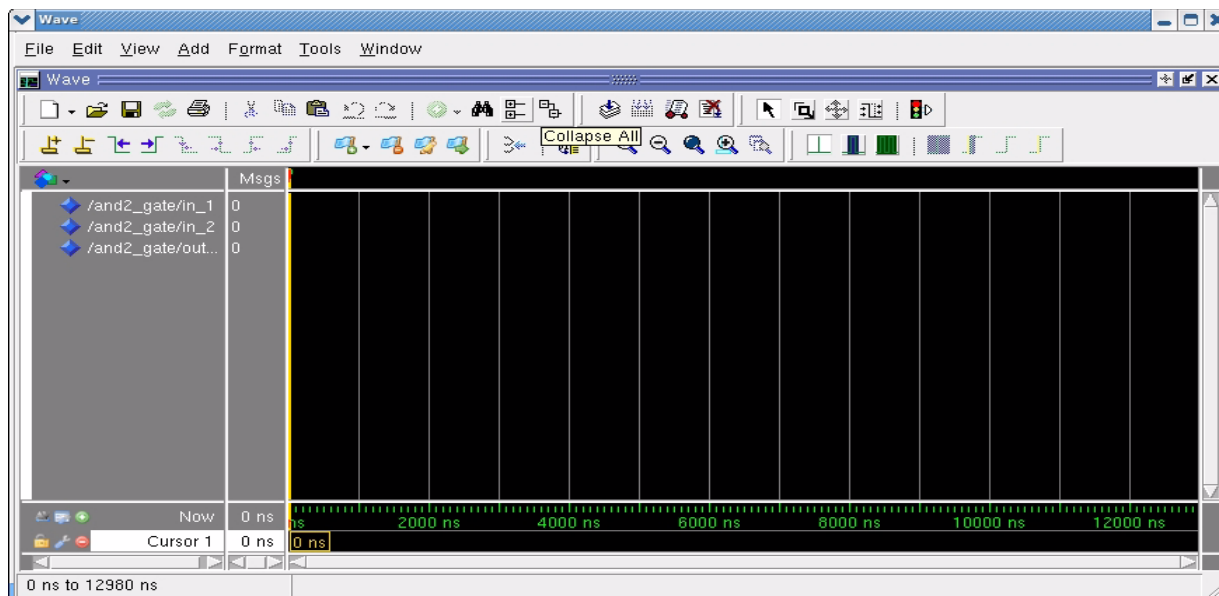 Wave
File Edit View Add Format Tools Window
Wave
Collapse All
Msgs
/and2_gate/in_1 0
/and2_gate/in_2 0
/and2_gate/out... 0
Now 0 ns ns 2000 ns 4000 ns 6000 ns 8000 ns 10000 ns 12000 ns
Cursor 1 0 ns 0 ns
0 ns to 12980 ns